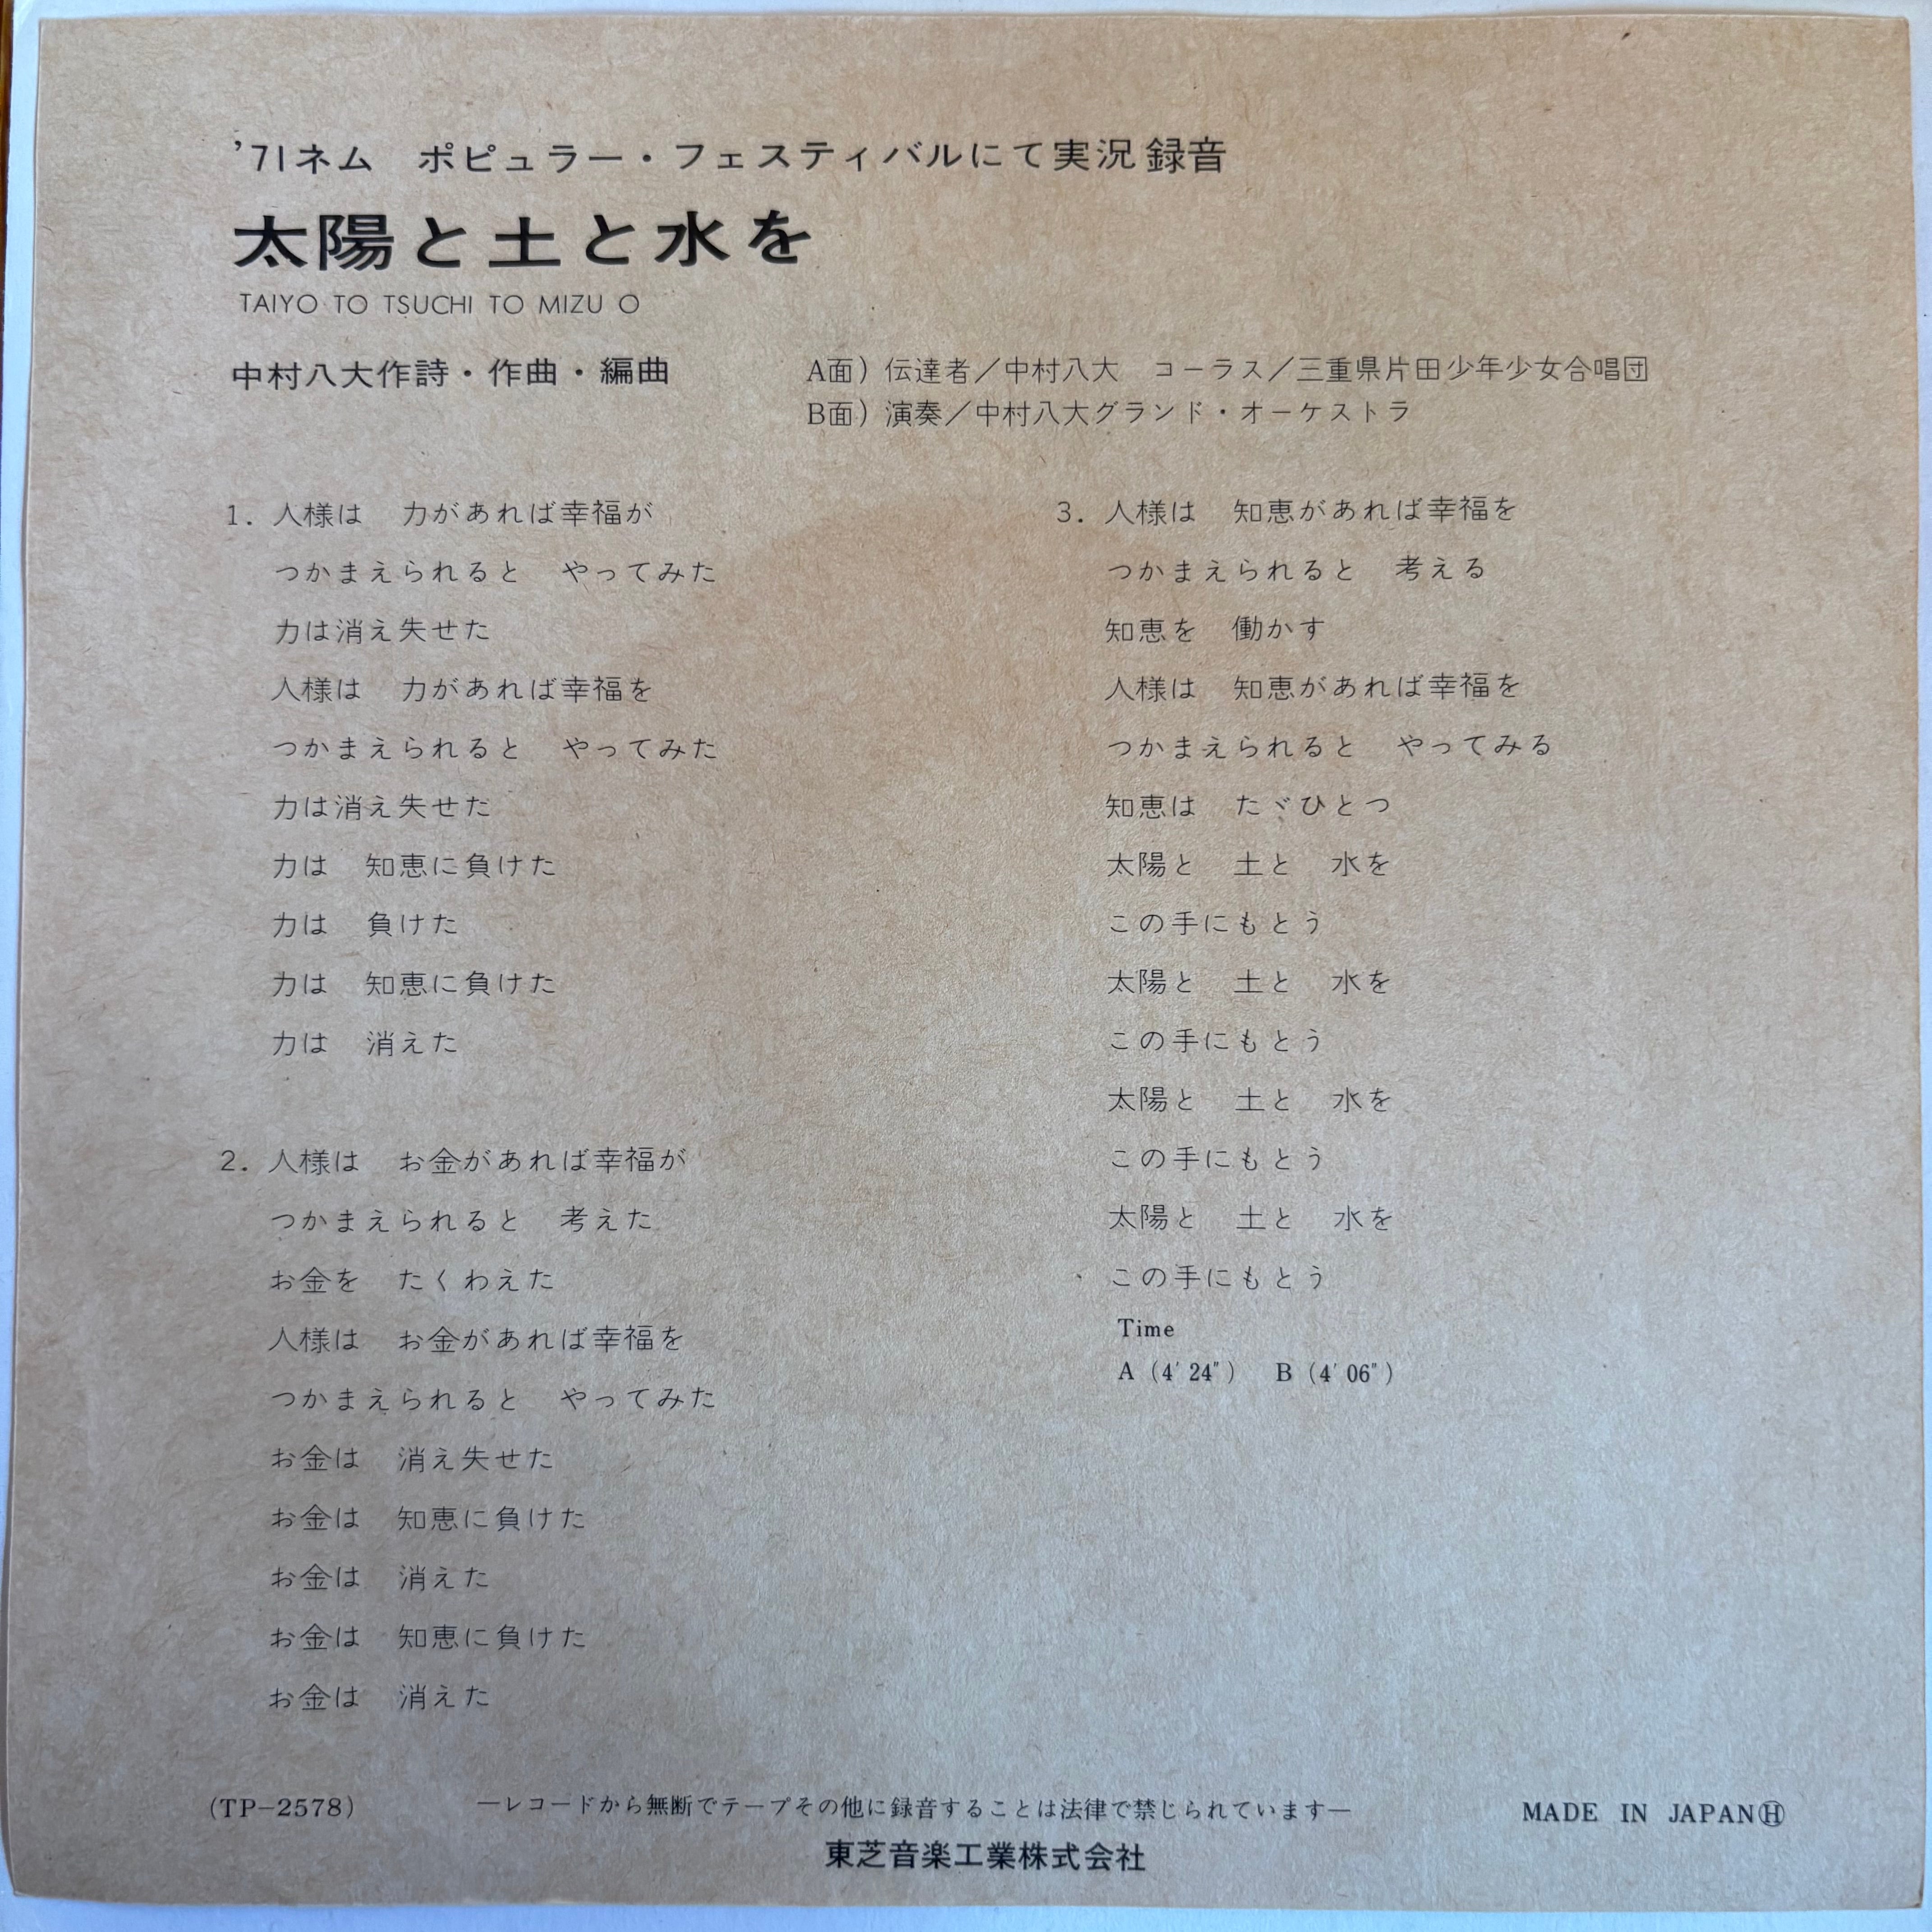 ’71ネム　ポピュラー・フェスティバルにて実況録音
太陽と土と水を
TAIYO TO TSUCHI TO MIZU O
中村八大作詩・作曲・編曲
A面）伝達者／中村八大　コーラス／三重県片田少年少女合唱団
B面）演奏／中村八大グランド・オーケストラ
1. 人様は　力があれば幸福が
つかまえられると　やってみた
力は消え失せた
人様は　力があれば幸福を
つかまえられると　やってみた
力は消え失せた
力は　知恵に負けた
力は　負けた
力は　知恵に負けた
力は　消えた
2. 人様は　お金があれば幸福が
つかまえられると　考えた
お金を　たくわえた
人様は　お金があれば幸福を
つかまえられると　やってみた
お金は　消え失せた
お金は　知恵に負けた
お金は　消えた
お金は　知恵に負けた
お金は　消えた
3. 人様は　知恵があれば幸福を
つかまえられると　考える
知恵を　働かす
人様は　知恵があれば幸福を
つかまえられると　やってみる
知恵は　たヾひとつ
太陽と　土と　水を
この手にもとう
太陽と　土と　水を
この手にもとう
太陽と　土と　水を
この手にもとう
太陽と　土と　水を
この手にもとう
Time
A（4′24″）　B（4′06″）
(TP-2578)
―レコードから無断でテープその他に録音することは法律で禁じられています―
MADE IN JAPANⒽ
東芝音楽工業株式会社